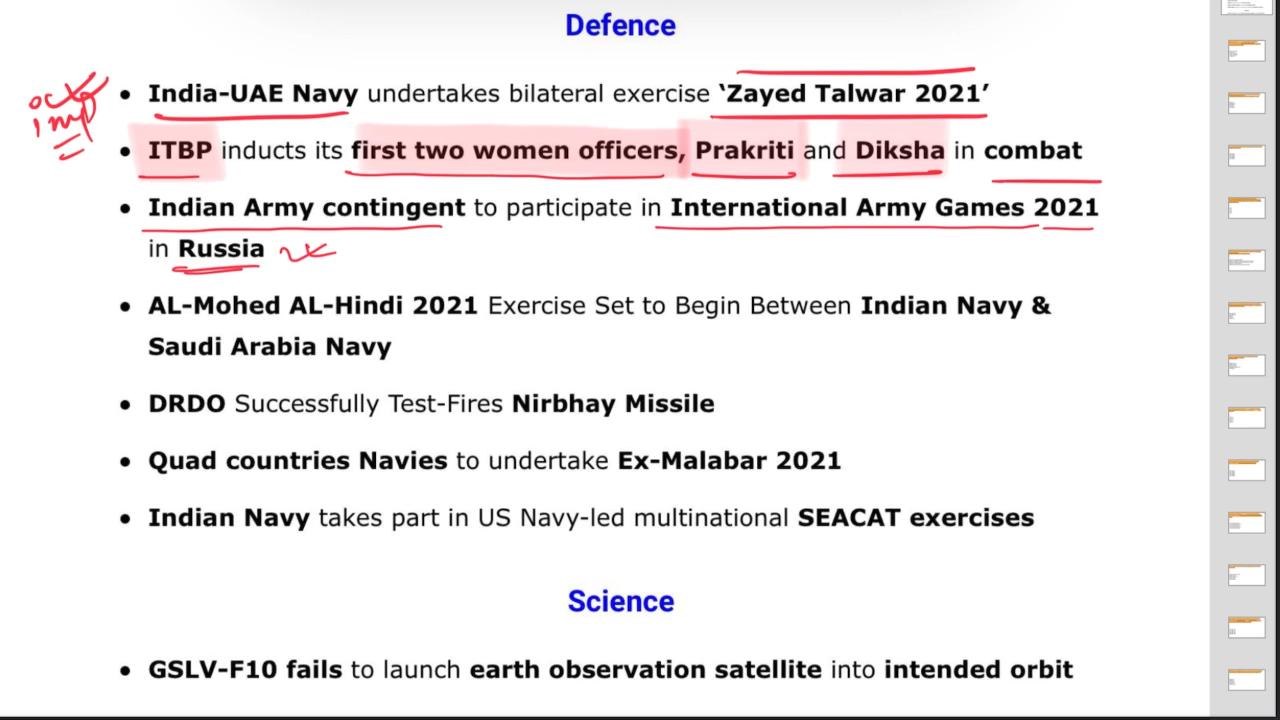 Defence
• India-UAE Navy undertakes bilateral exercise ‘Zayed Talwar 2021’
imp
• ITBP inducts its first two women officers, Prakriti and Diksha in combat
• Indian Army contingent to participate in International Army Games 2021
in Russia
• AL-Mohed AL-Hindi 2021 Exercise Set to Begin Between Indian Navy &
Saudi Arabia Navy
• DRDO Successfully Test-Fires Nirbhay Missile
• Quad countries Navies to undertake Ex-Malabar 2021
• Indian Navy takes part in US Navy-led multinational SEACAT exercises
Science
• GSLV-F10 fails to launch earth observation satellite into intended orbit